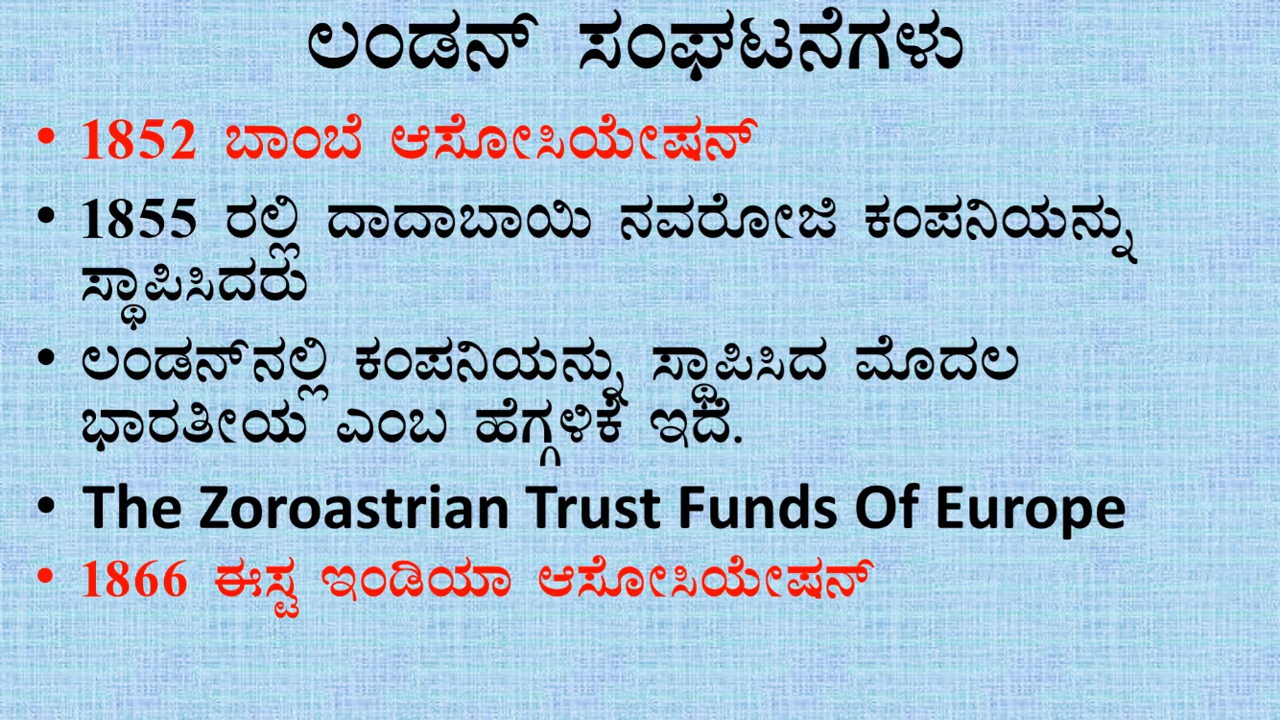 ಲಂಡನ್ ಸಂಘಟನೆಗಳು
• 1852 ಬಾಂಬೆ ಆಸೋಸಿಯೇಷನ್
• 1855 ರಲ್ಲಿ ದಾದಾಬಾಯಿ ನವರೋಜಿ ಕಂಪನಿಯನ್ನು
ಸ್ಥಾಪಿಸಿದರು
• ಲಂಡನ್‌ನಲ್ಲಿ ಕಂಪನಿಯನ್ನು ಸ್ಥಾಪಿಸಿದ ಮೊದಲ
ಭಾರತೀಯ ಎಂಬ ಹೆಗ್ಗಳಿಕೆ ಇದೆ.
• The Zoroastrian Trust Funds Of Europe
• 1866 ಈಸ್ಟ ಇಂಡಿಯಾ ಆಸೋಸಿಯೇಷನ್